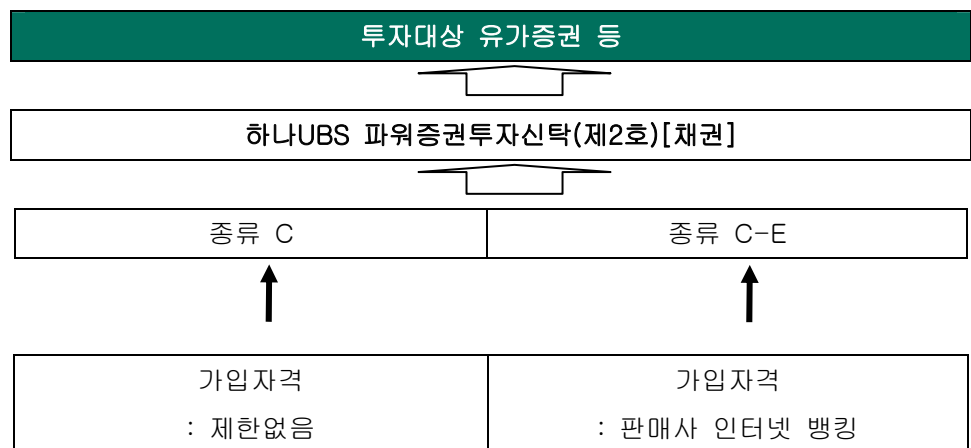 투자대상 유가증권 등
하나UBS 파워증권투자신탁(제2호)[채권]
종류 C
종류 C-E
가입자격
: 제한없음
가입자격
: 판매사 인터넷 뱅킹